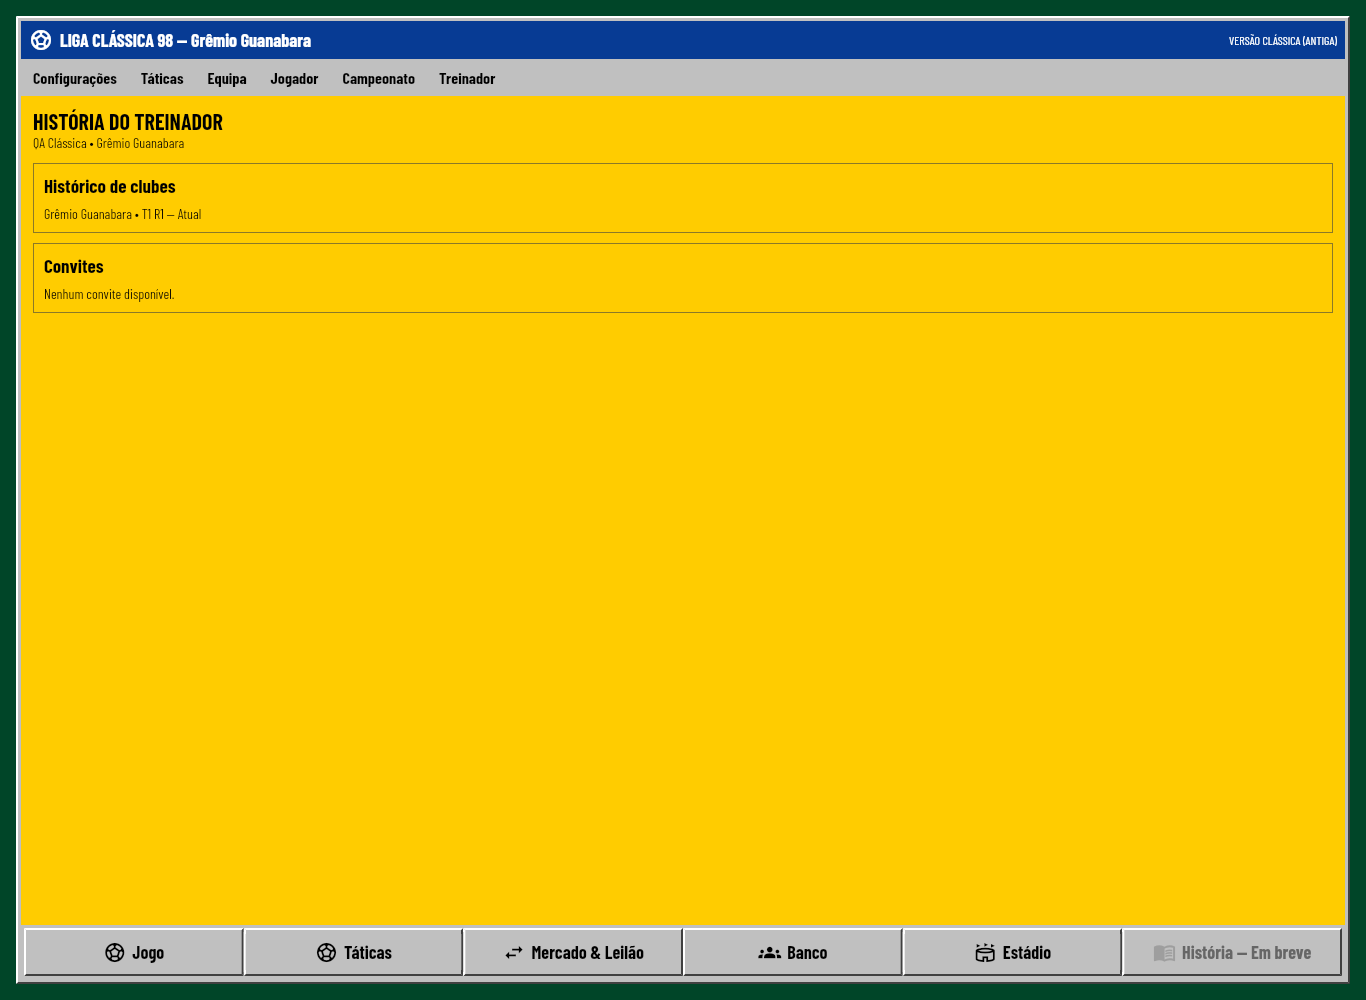 LIGA CLÁSSICA 98 — Grêmio Guanabara
VERSÃO CLÁSSICA (ANTIGA)
Configurações Táticas Equipa Jogador Campeonato Treinador
HISTÓRIA DO TREINADOR
QA Clássica • Grêmio Guanabara
Histórico de clubes
Grêmio Guanabara • T1 R1 — Atual
Convites
Nenhum convite disponível.
Jogo Táticas Mercado & Leilão Banco Estádio História — Em breve